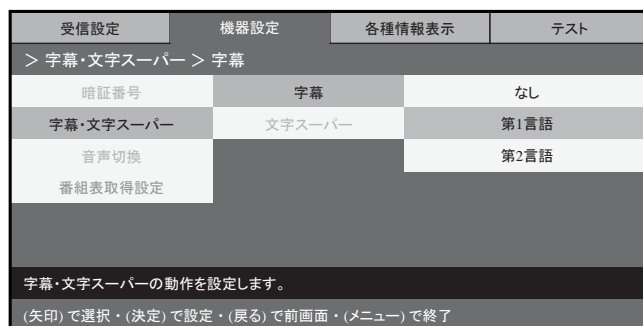 受信設定 機器設定 各種情報表示 テスト
＞字幕・文字スーパー＞字幕
暗証番号 字幕 なし
字幕・文字スーパー 文字スーパー 第1言語
音声切換 第2言語
番組表取得設定
字幕・文字スーパーの動作を設定します。
(矢印) で選択・(決定) で設定・(戻る) で前画面・(メニュー) で終了